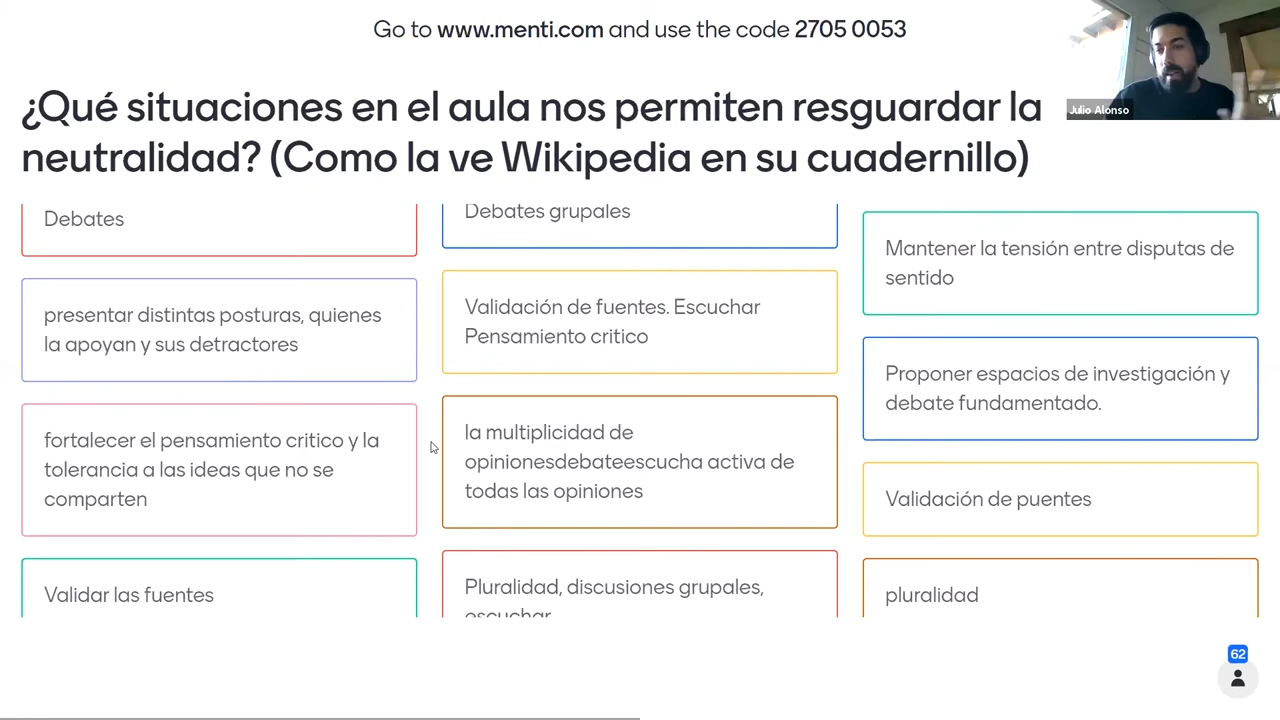 Go to www.menti.com and use the code 2705 0053
Julio Alonso
¿Qué situaciones en el aula nos permiten resguardar la
neutralidad? (Como la ve Wikipedia en su cuadernillo)
Debates
presentar distintas posturas, quienes
la apoyan y sus detractores
fortalecer el pensamiento critico y la
tolerancia a las ideas que no se
comparten
Validar las fuentes
Debates grupales
Validación de fuentes. Escuchar
Pensamiento critico
la multiplicidad de
opinionesdebateescucha activa de
todas las opiniones
Pluralidad, discusiones grupales,
escuchar
Mantener la tensión entre disputas de
sentido
Proponer espacios de investigación y
debate fundamentado.
Validación de puentes
pluralidad
62